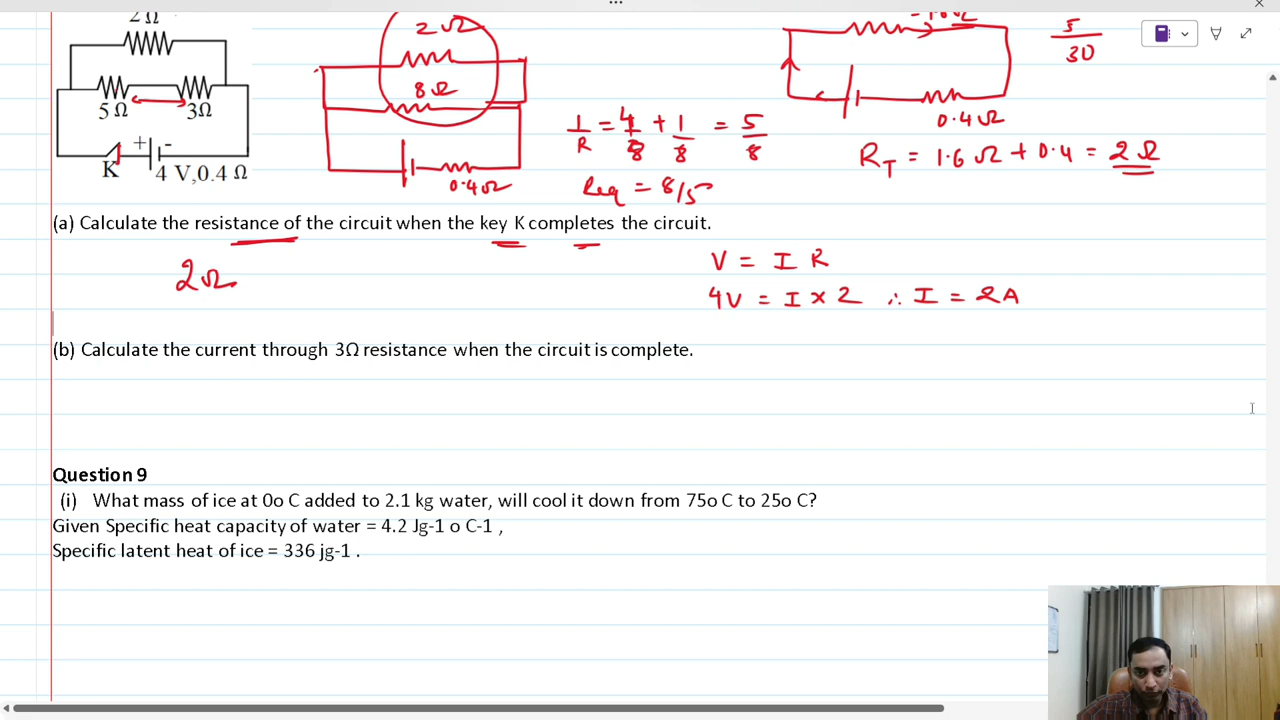 2Ω
5Ω 3Ω
+ -
K 4 V,0.4 Ω
2Ω
8Ω
0.4Ω
1/R = 4/8 + 1/8 = 5/8
Req = 8/5
0.4Ω
5/30
R_T = 1.6 Ω + 0.4 = 2Ω
(a) Calculate the resistance of the circuit when the key K completes the circuit.
2Ω
V = I R
4V = I × 2 ∴ I = 2A
(b) Calculate the current through 3Ω resistance when the circuit is complete.
Question 9
(i) What mass of ice at 0o C added to 2.1 kg water, will cool it down from 75o C to 25o C?
Given Specific heat capacity of water = 4.2 Jg-1 o C-1 ,
Specific latent heat of ice = 336 jg-1 .